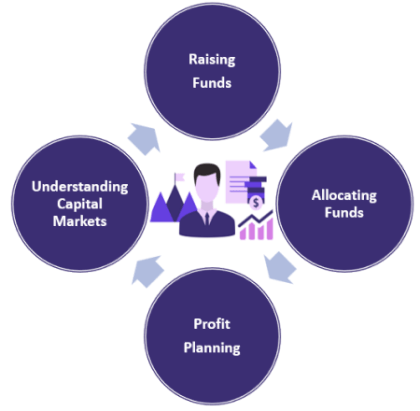 Raising
Funds
Understanding
Capital
Markets
Allocating
Funds
$
Profit
Planning